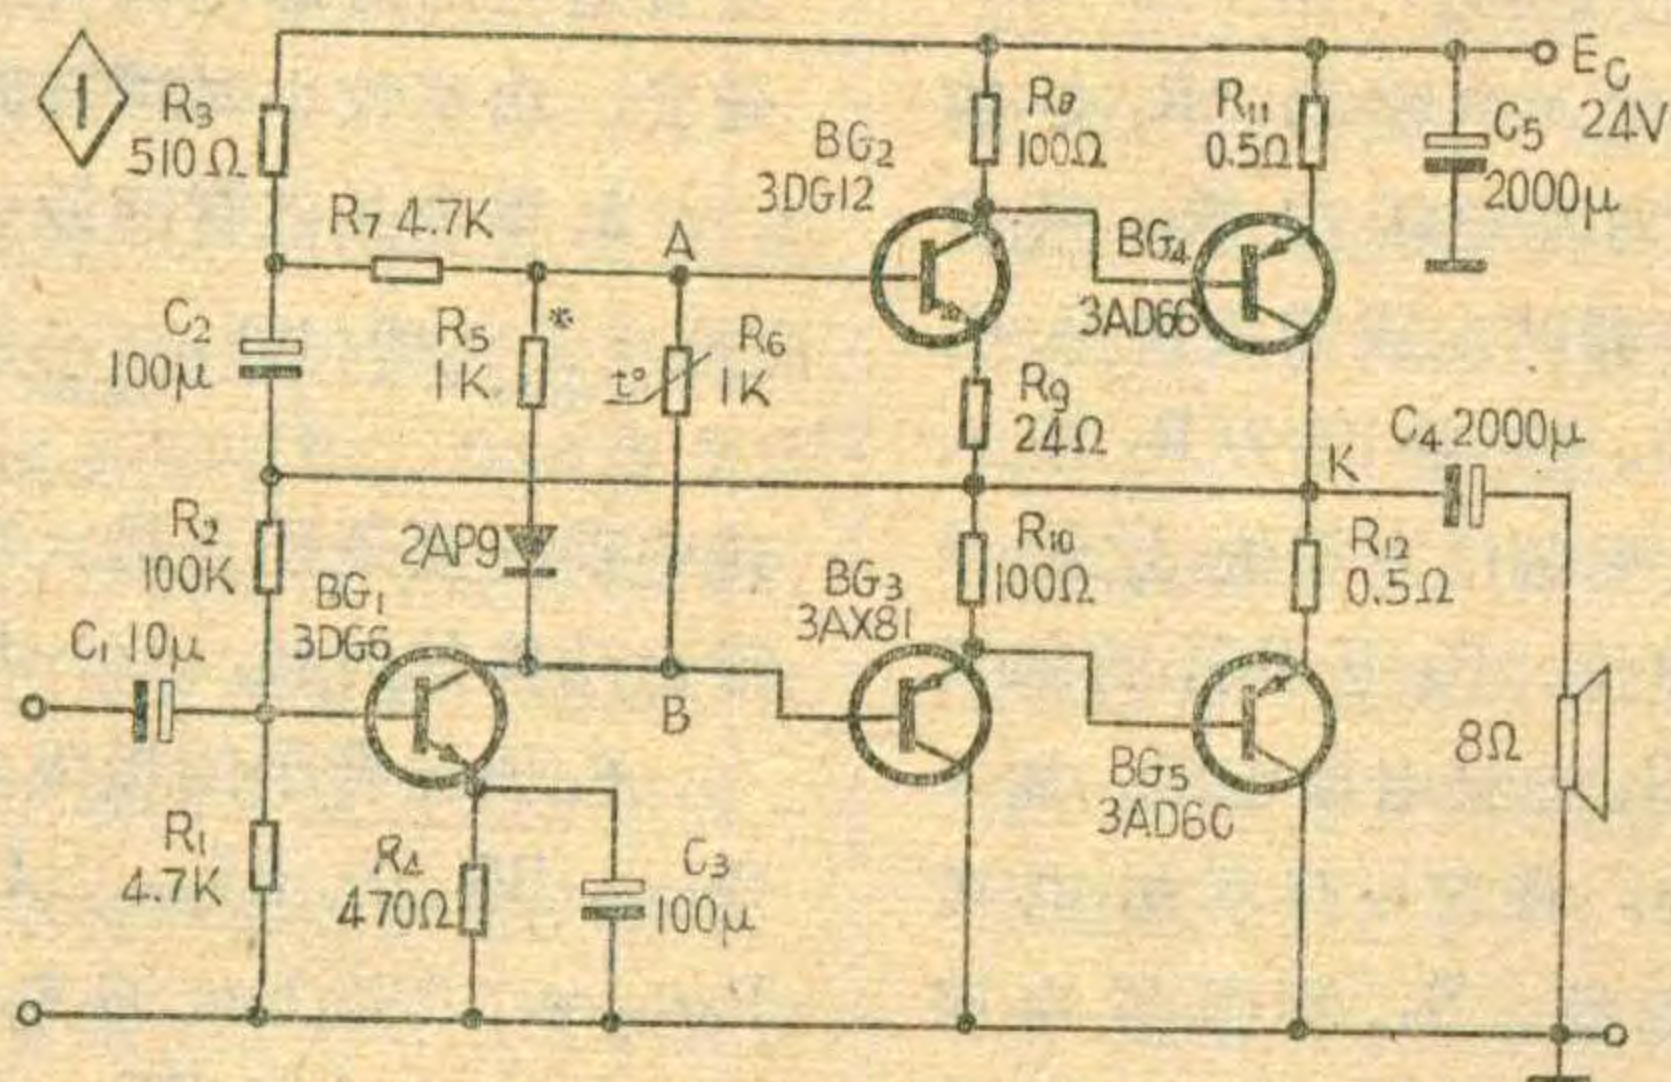 1
R3
510Ω
R7 4.7K
A
BG2
3DG12
R8
100Ω
R11
0.5Ω
EC
24V
C5
2000μ
BG4
3AD66
C2
100μ
R5 *
1K
t°
R6
1K
R9
24Ω
K
C4 2000μ
R2
100K
2AP9
BG1
3DG6
BG3
3AX81
R10
100Ω
R12
0.5Ω
C1 10μ
B
BG5
3AD60
8Ω
R1
4.7K
R4
470Ω
C3
100μ